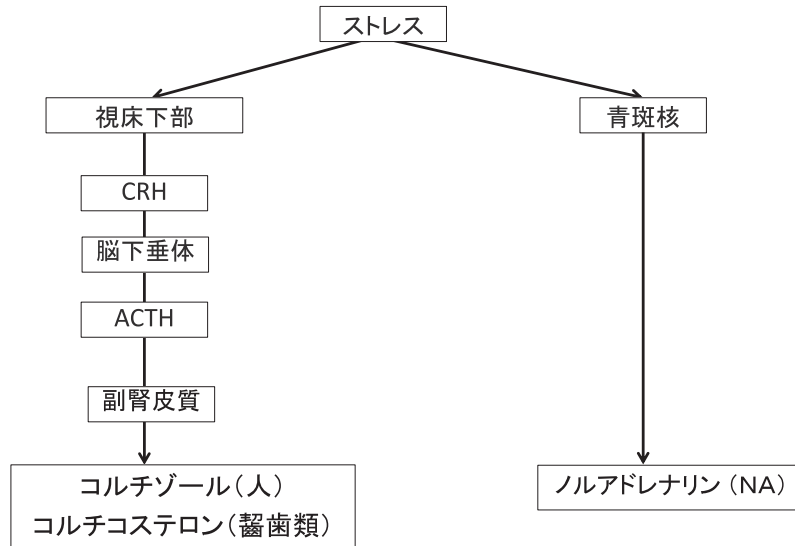 ストレス
視床下部
青斑核
CRH
脳下垂体
ACTH
副腎皮質
コルチゾール（人）
コルチコステロン（齧歯類）
ノルアドレナリン（NA）